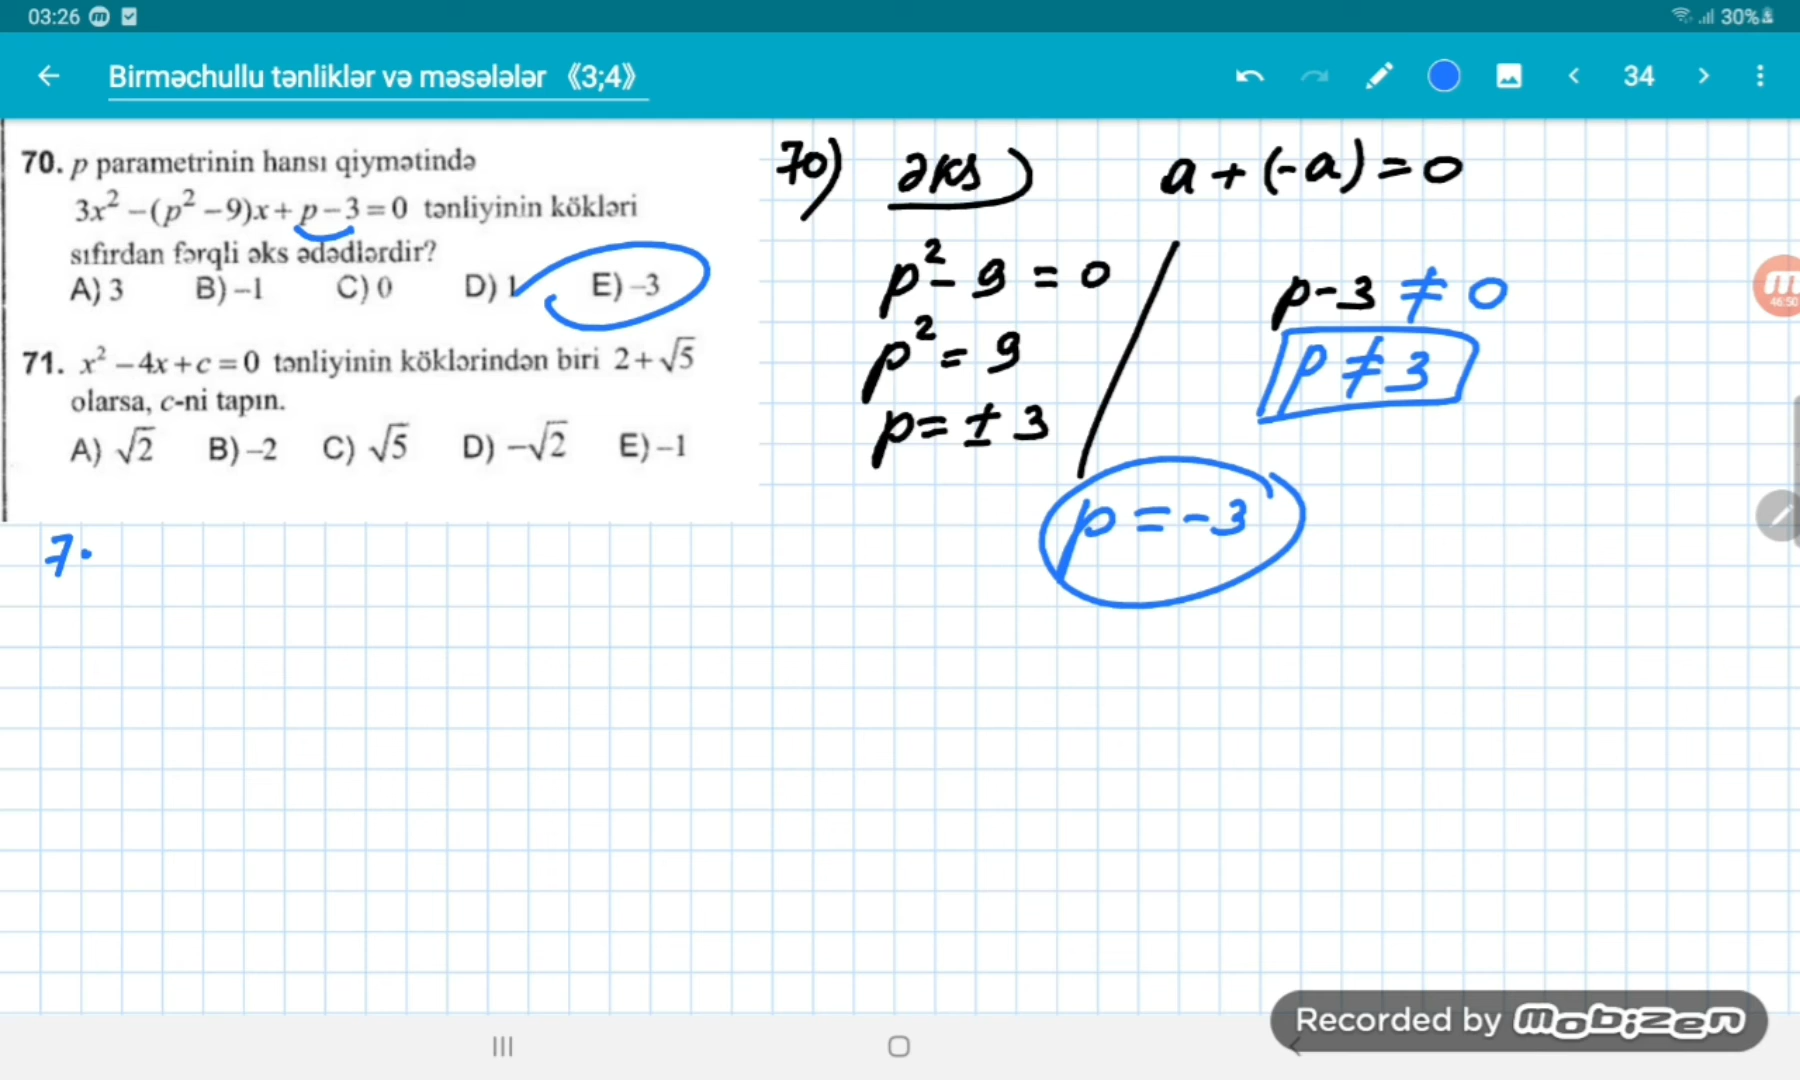 03:26
30%
Birməchullu tənliklər və məsələlər 《3;4》
34
70. p parametrinin hansı qiymətində
3x² – (p² – 9)x + p – 3 = 0 tənliyinin kökləri
sıfırdan fərqli əks ədədlərdir?
A) 3 B) –1 C) 0 D) 1 E) –3
71. x² – 4x + c = 0 tənliyinin köklərindən biri 2 + √5
olarsa, c-ni tapın.
A) √2 B) –2 C) √5 D) –√2 E) –1
70) əks) a + (-a) = 0
p² - 9 = 0
p² = 9
p = ± 3
p - 3 ≠ 0
p ≠ 3
p = -3
7.
46:50
Recorded by Mobizen